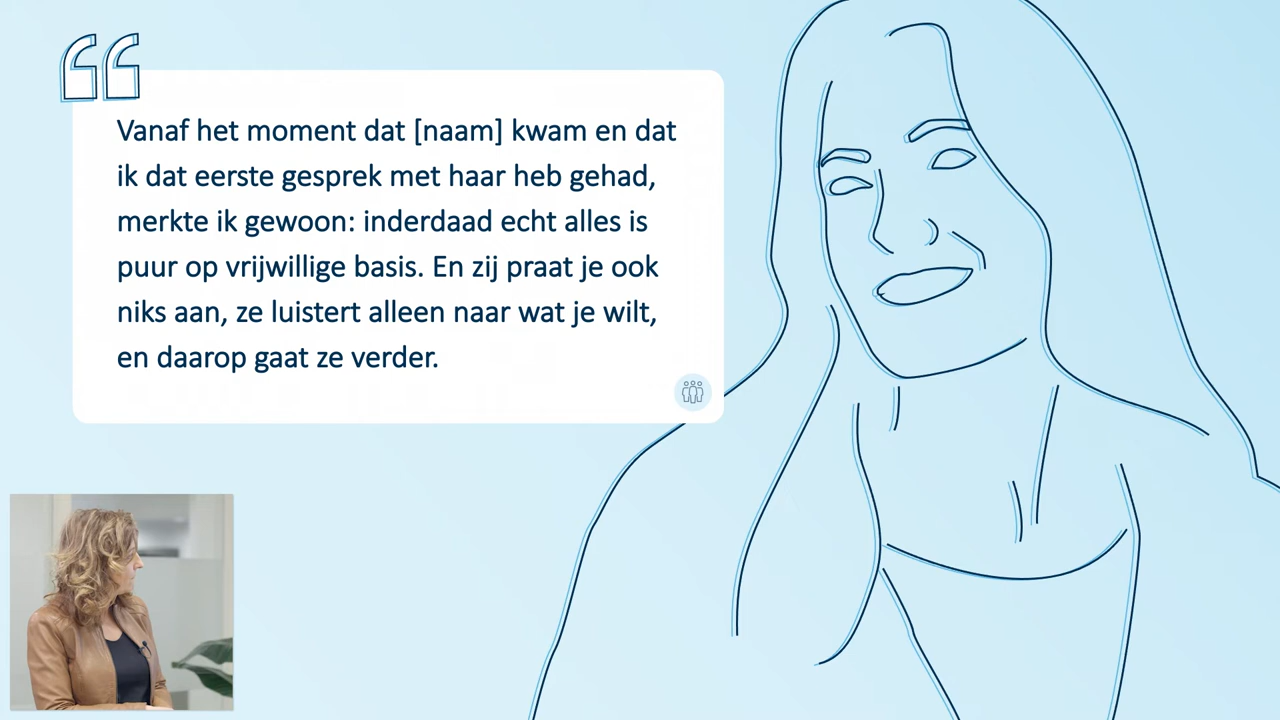 Vanaf het moment dat [naam] kwam en dat
ik dat eerste gesprek met haar heb gehad,
merkte ik gewoon: inderdaad echt alles is
puur op vrijwillige basis. En zij praat je ook
niks aan, ze luistert alleen naar wat je wilt,
en daarop gaat ze verder.